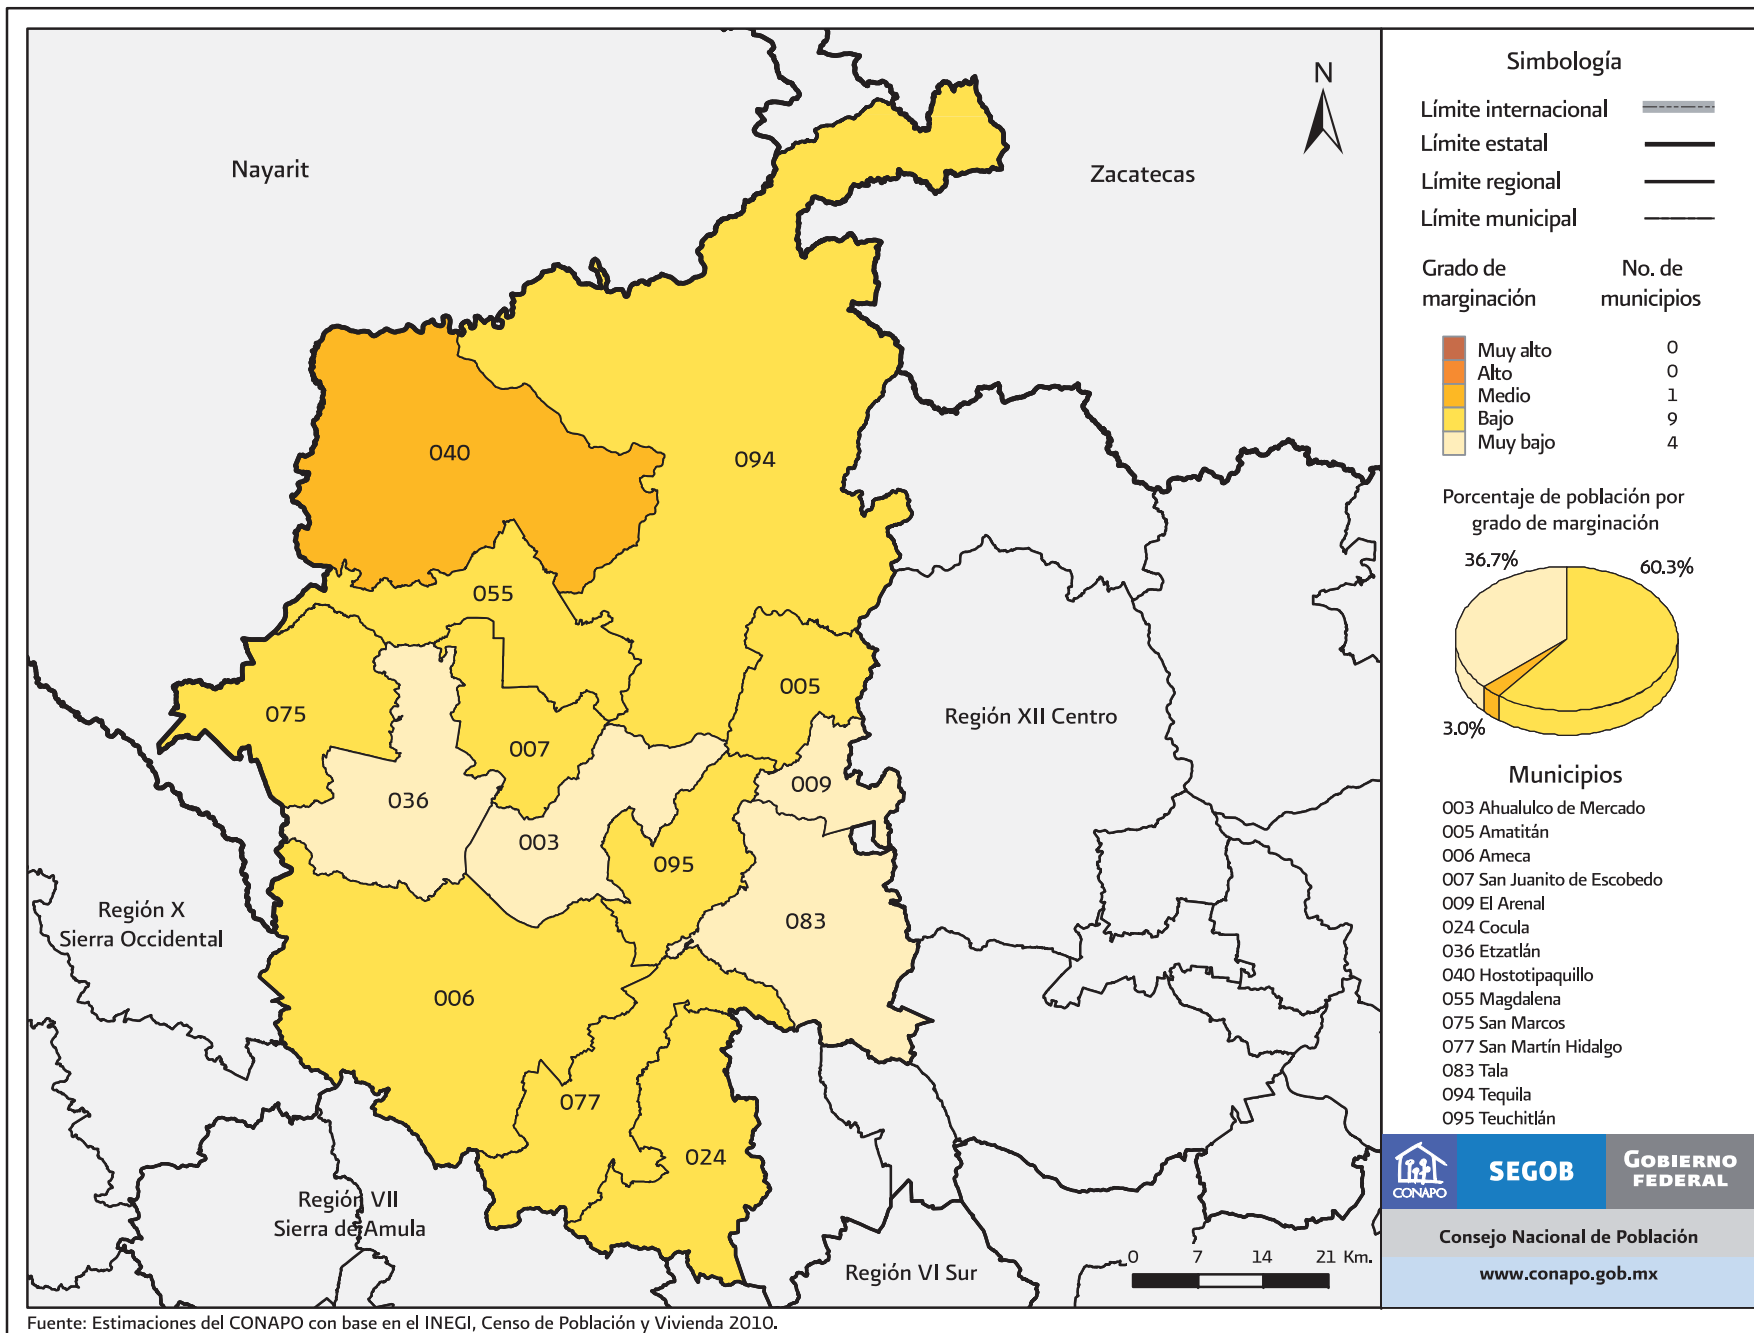 Nayarit
Zacatecas
N
040
094
055
005
075
007
036
009
003
095
083
006
077
024
Región XII Centro
Región X
Sierra Occidental
Región VII
Sierra de Amula
Región VI Sur
0 7 14 21 Km.
Simbología
Límite internacional
Límite estatal
Límite regional
Límite municipal
Grado de marginación
No. de municipios
Muy alto 0
Alto 0
Medio 1
Bajo 9
Muy bajo 4
Porcentaje de población por
grado de marginación
36.7%
60.3%
3.0%
Municipios
003 Ahualulco de Mercado
005 Amatitán
006 Ameca
007 San Juanito de Escobedo
009 El Arenal
024 Cocula
036 Etzatlán
040 Hostotipaquillo
055 Magdalena
075 San Marcos
077 San Martín Hidalgo
083 Tala
094 Tequila
095 Teuchitlán
CONAPO
SEGOB
GOBIERNO
FEDERAL
Consejo Nacional de Población
www.conapo.gob.mx
Fuente: Estimaciones del CONAPO con base en el INEGI, Censo de Población y Vivienda 2010.